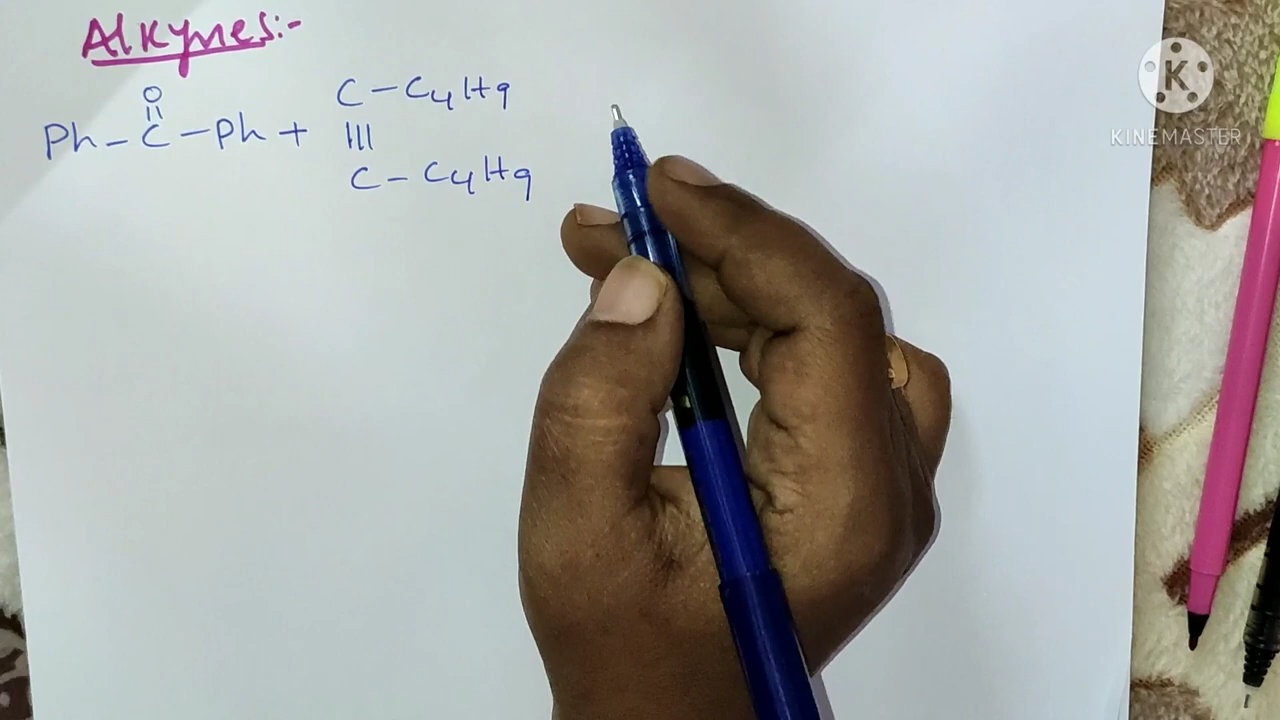 Alkynes:-
O
||
Ph-C-Ph + C-C4H9
|||
C-C4H9
KINEMASTER